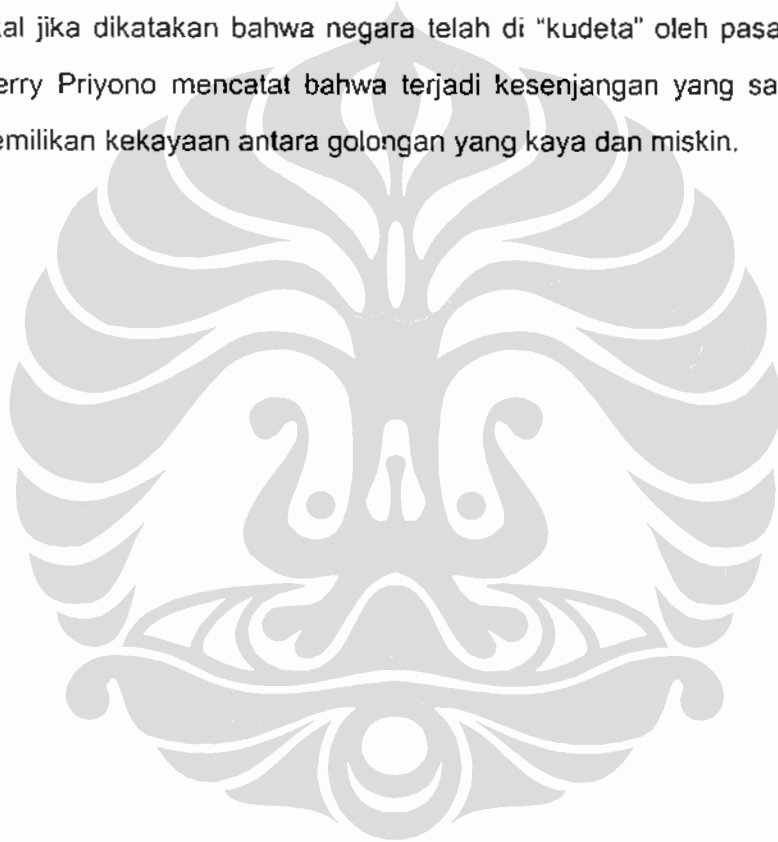 kal jika dikatakan bahwa negara telah di “kudeta” oleh pasa
erry Priyono mencatat bahwa terjadi kesenjangan yang sa
emilikan kekayaan antara golongan yang kaya dan miskin.